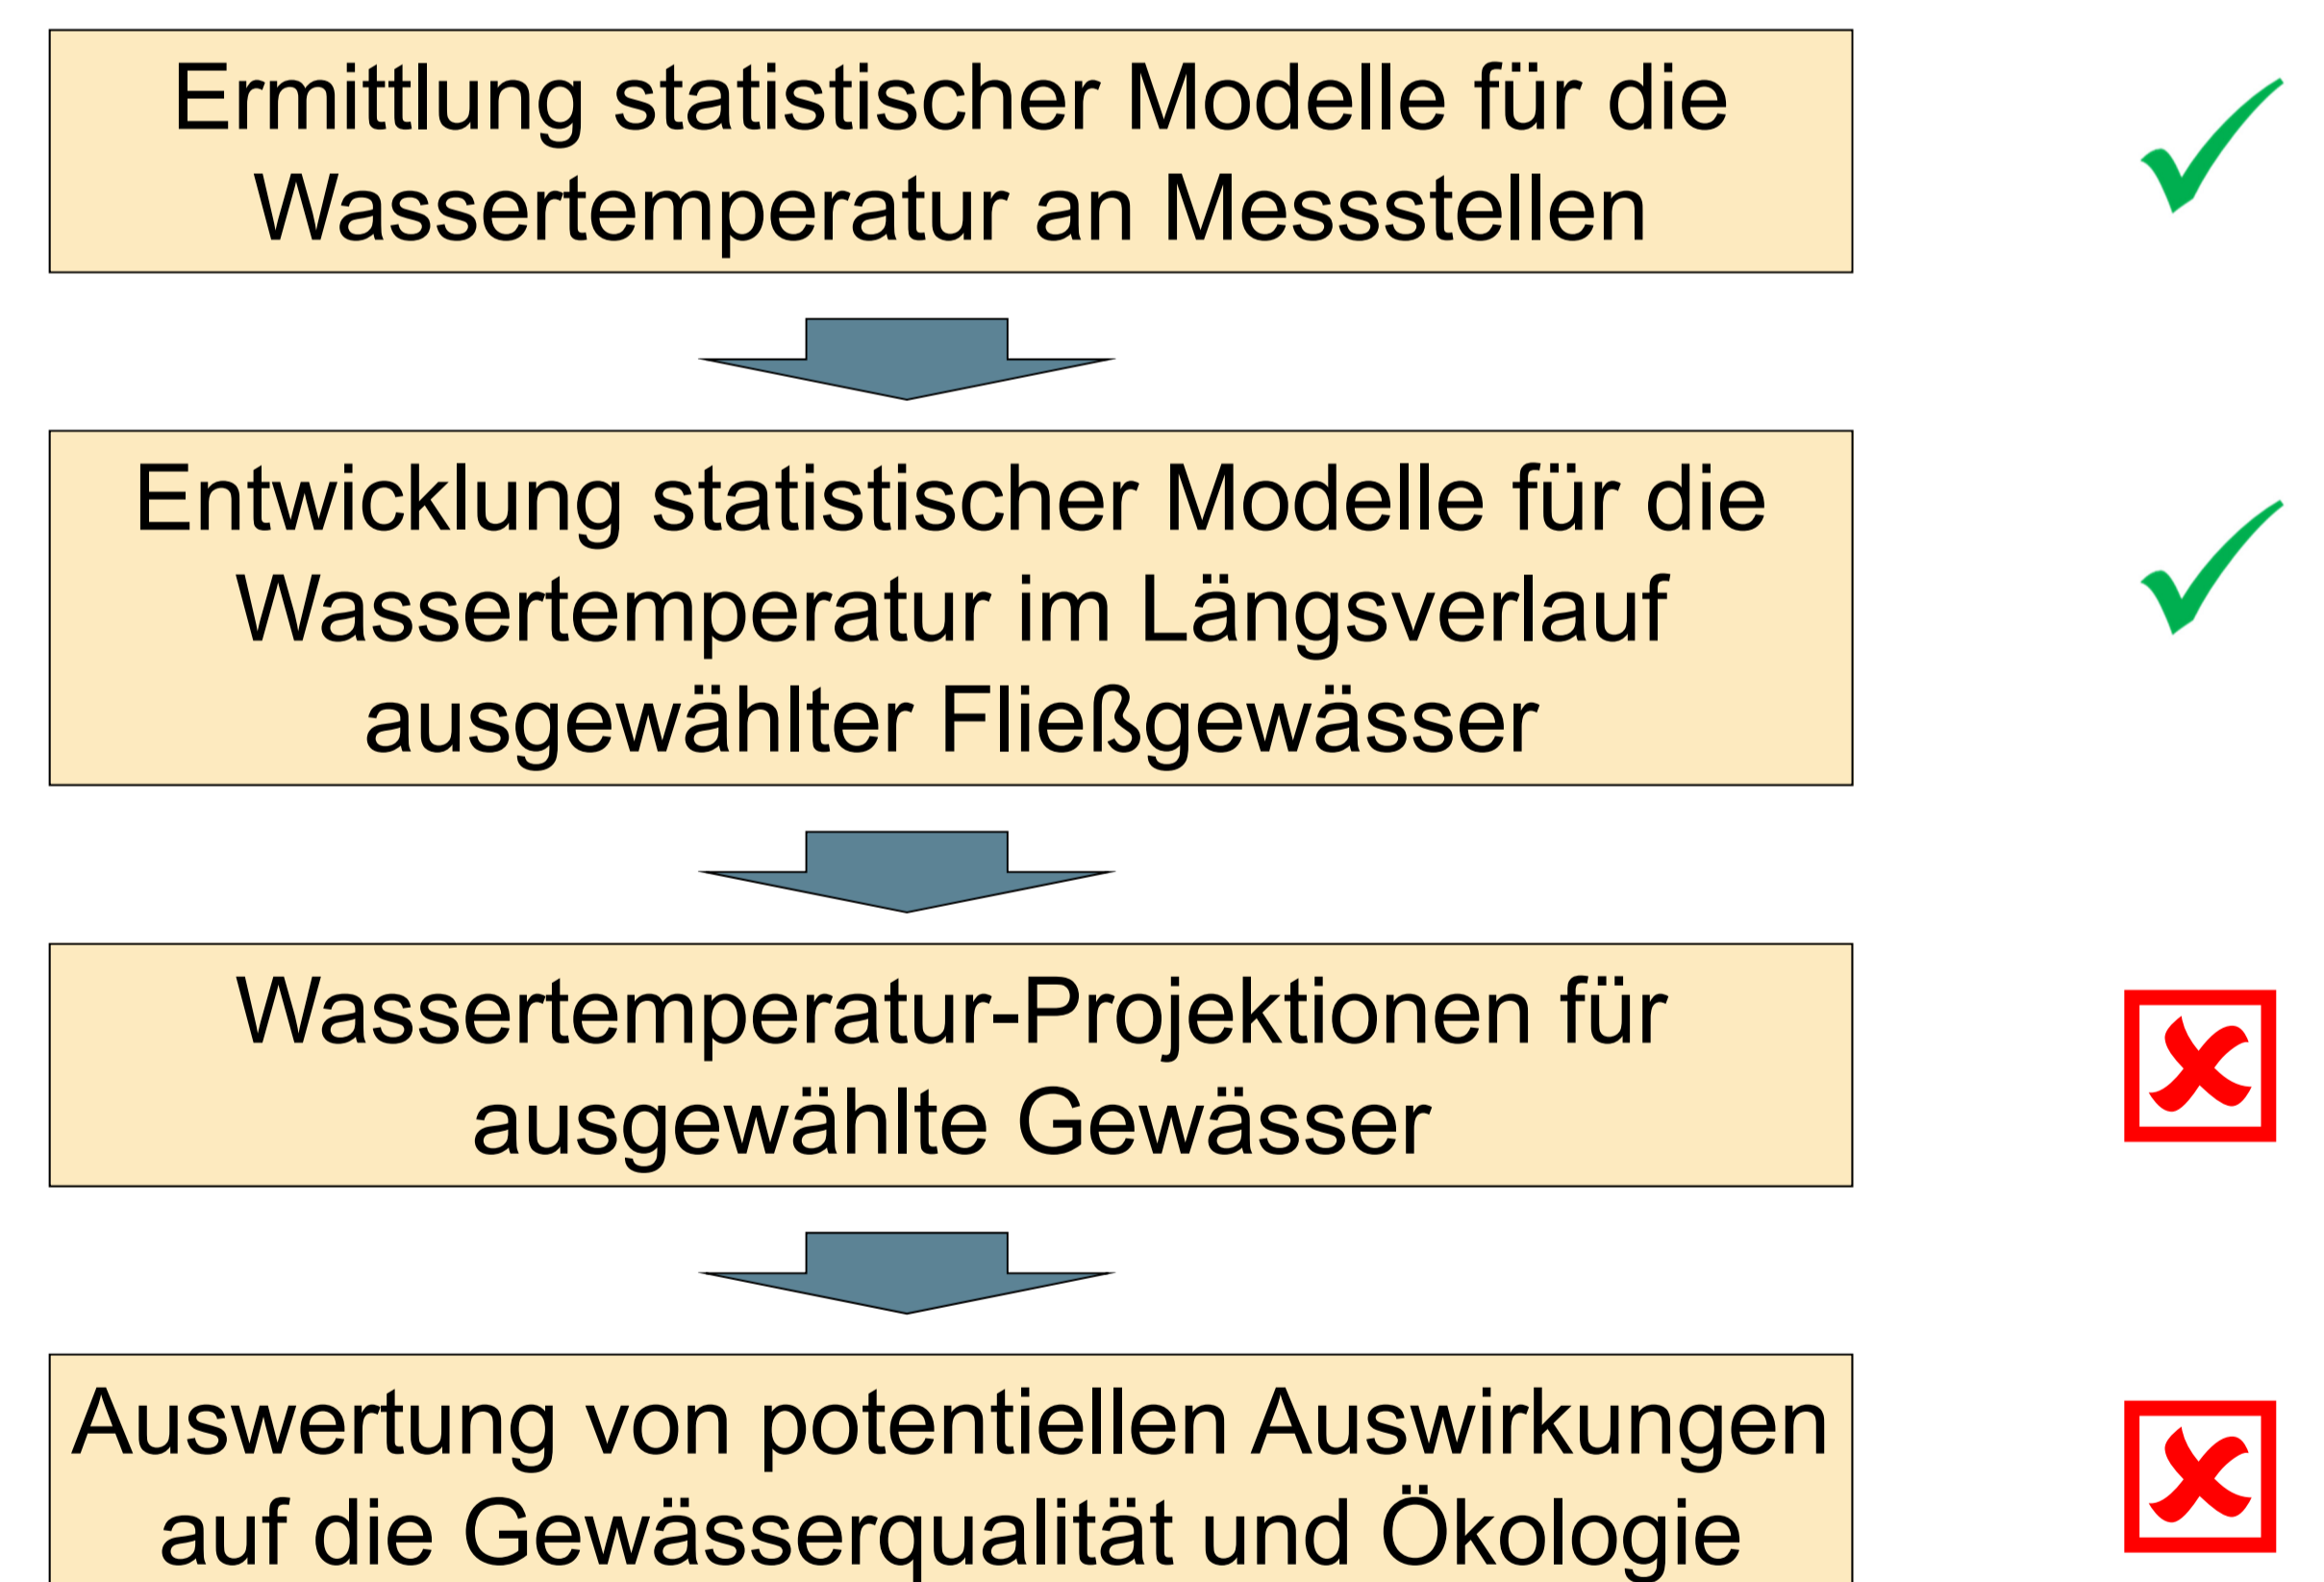 Ermittlung statistischer Modelle für die
Wassertemperatur an Messstellen
Entwicklung statistischer Modelle für die
Wassertemperatur im Längsverlauf
ausgewählter Fließgewässer
Wassertemperatur-Projektionen für
ausgewählte Gewässer
Auswertung von potentiellen Auswirkungen
auf die Gewässerqualität und Ökologie